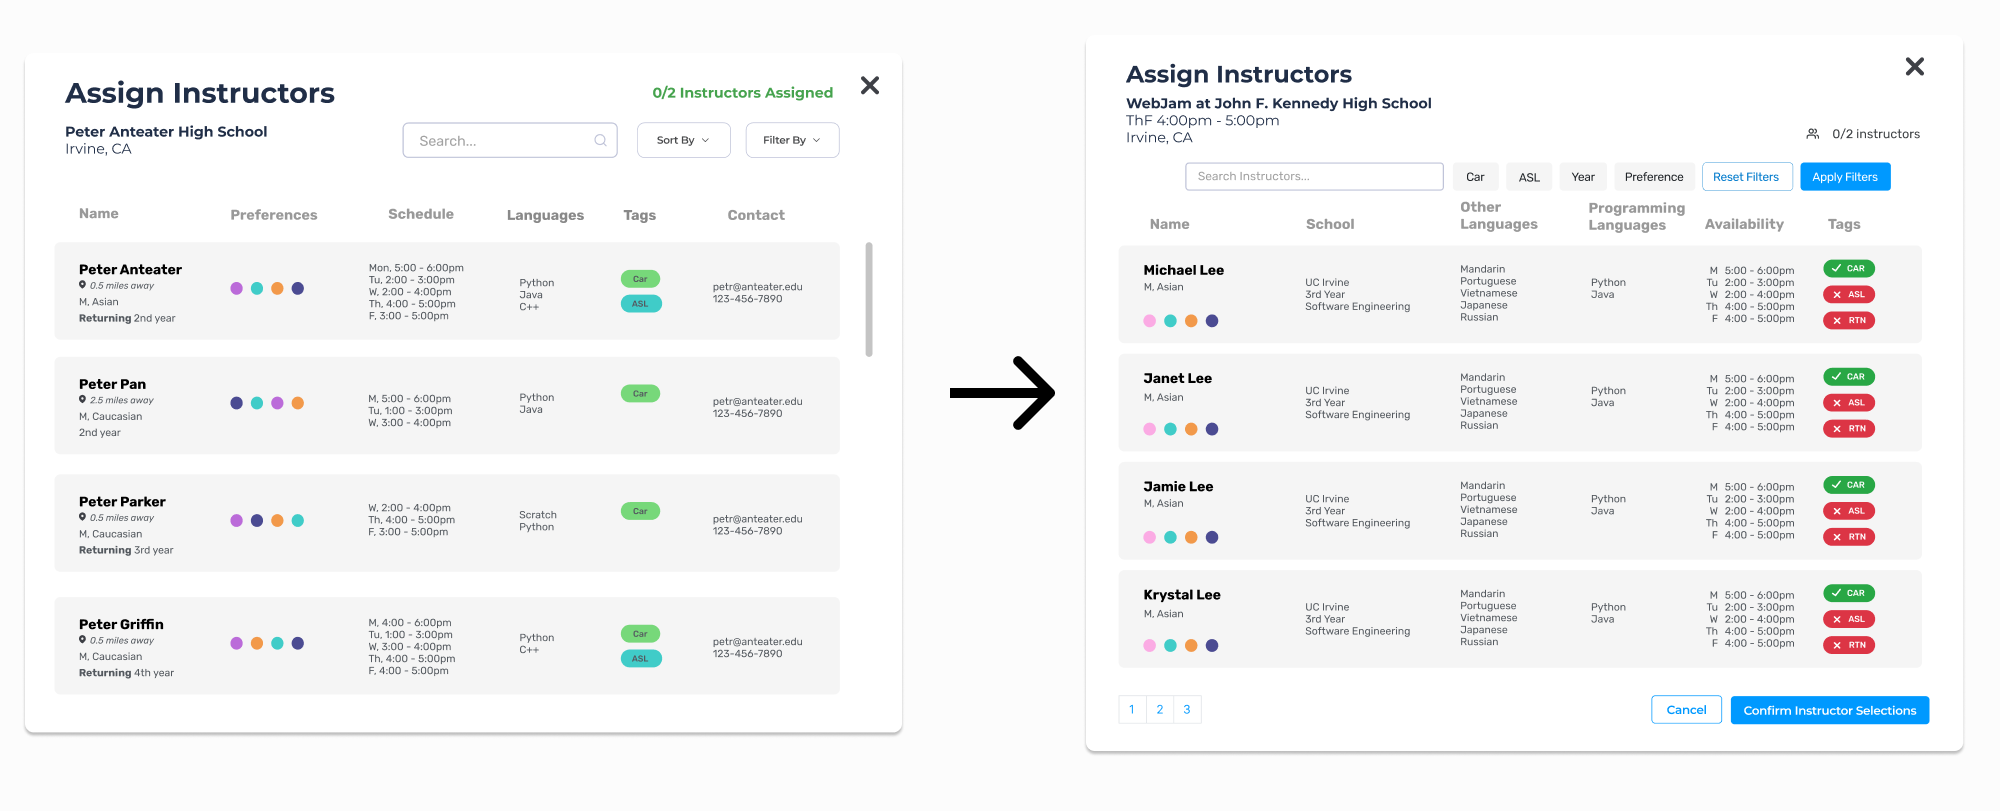 Assign Instructors
0/2 Instructors Assigned
Peter Anteater High School
Irvine, CA
Search...
Sort By
Filter By
Name
Preferences
Schedule
Languages
Tags
Contact
Peter Anteater
0.5 miles away
M, Asian
Returning 2nd year
Mon, 5:00 - 6:00pm
Tu, 2:00 - 3:00pm
W, 2:00 - 4:00pm
Th, 4:00 - 5:00pm
F, 3:00 - 5:00pm
Python
Java
C++
Car
ASL
petr@anteater.edu
123-456-7890
Peter Pan
2.5 miles away
M, Caucasian
2nd year
M, 5:00 - 6:00pm
Tu, 1:00 - 3:00pm
W, 3:00 - 4:00pm
Python
Java
Car
petr@anteater.edu
123-456-7890
Peter Parker
0.5 miles away
M, Caucasian
Returning 3rd year
W, 2:00 - 4:00pm
Th, 4:00 - 5:00pm
F, 3:00 - 5:00pm
Scratch
Python
Car
petr@anteater.edu
123-456-7890
Peter Griffin
0.5 miles away
M, Caucasian
Returning 4th year
M, 4:00 - 6:00pm
Tu, 1:00 - 3:00pm
W, 3:00 - 4:00pm
Th, 4:00 - 5:00pm
F, 4:00 - 5:00pm
Python
C++
Car
ASL
petr@anteater.edu
123-456-7890
Assign Instructors
WebJam at John F. Kennedy High School
ThF 4:00pm - 5:00pm
Irvine, CA
0/2 instructors
Search Instructors...
Car
ASL
Year
Preference
Reset Filters
Apply Filters
Name
School
Other
Languages
Programming
Languages
Availability
Tags
Michael Lee
M, Asian
UC Irvine
3rd Year
Software Engineering
Mandarin
Portuguese
Vietnamese
Japanese
Russian
Python
Java
M 5:00 - 6:00pm
Tu 2:00 - 3:00pm
W 2:00 - 4:00pm
Th 4:00 - 5:00pm
F 4:00 - 5:00pm
CAR
ASL
RTN
Janet Lee
M, Asian
UC Irvine
3rd Year
Software Engineering
Mandarin
Portuguese
Vietnamese
Japanese
Russian
Python
Java
M 5:00 - 6:00pm
Tu 2:00 - 3:00pm
W 2:00 - 4:00pm
Th 4:00 - 5:00pm
F 4:00 - 5:00pm
CAR
ASL
RTN
Jamie Lee
M, Asian
UC Irvine
3rd Year
Software Engineering
Mandarin
Portuguese
Vietnamese
Japanese
Russian
Python
Java
M 5:00 - 6:00pm
Tu 2:00 - 3:00pm
W 2:00 - 4:00pm
Th 4:00 - 5:00pm
F 4:00 - 5:00pm
CAR
ASL
RTN
Krystal Lee
M, Asian
UC Irvine
3rd Year
Software Engineering
Mandarin
Portuguese
Vietnamese
Japanese
Russian
Python
Java
M 5:00 - 6:00pm
Tu 2:00 - 3:00pm
W 2:00 - 4:00pm
Th 4:00 - 5:00pm
F 4:00 - 5:00pm
CAR
ASL
RTN
1 2 3
Cancel
Confirm Instructor Selections